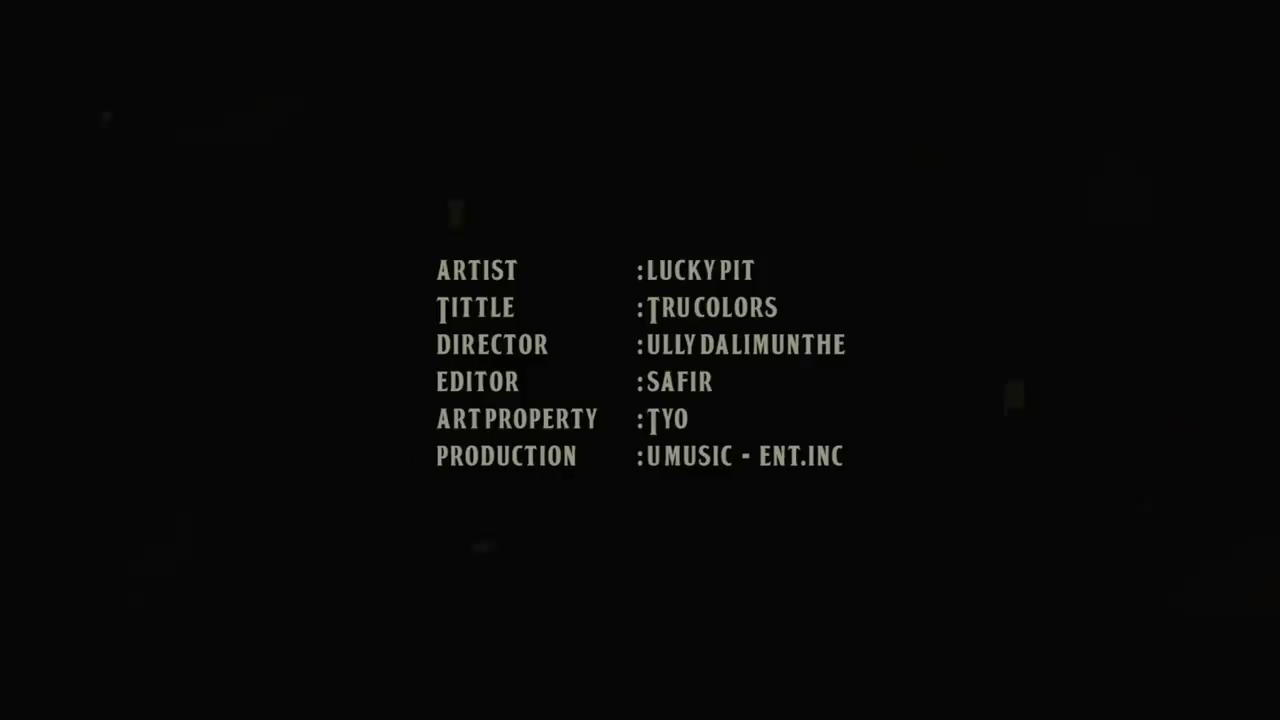 ARTIST :LUCKY PIT
TITTLE :TRU COLORS
DIRECTOR :ULLY DALIMUNTHE
EDITOR :SAFIR
ART PROPERTY :TYO
PRODUCTION :U MUSIC - ENT.INC